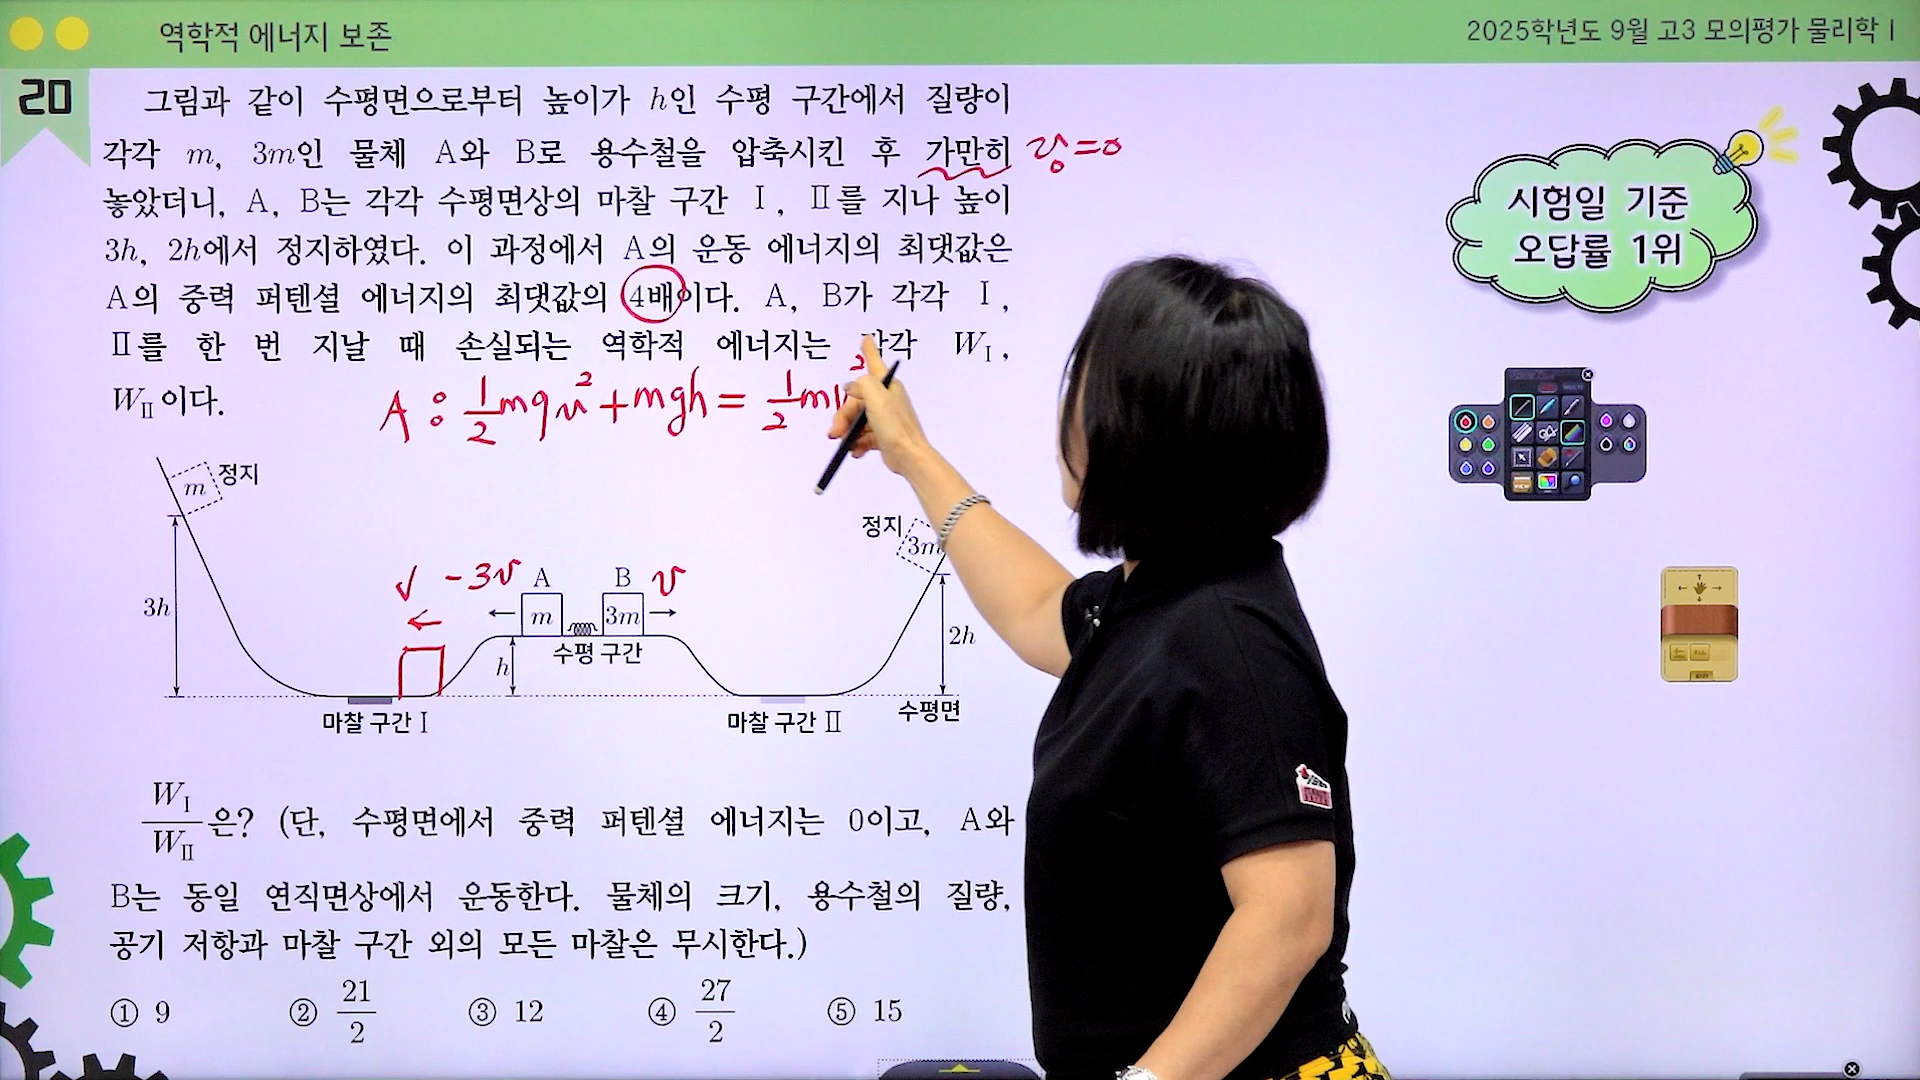 역학적 에너지 보존
2025학년도 9월 고3 모의평가 물리학 I
20
그림과 같이 수평면으로부터 높이가 h인 수평 구간에서 질량이
각각 m, 3m인 물체 A와 B로 용수철을 압축시킨 후 가만히
놓았더니, A, B는 각각 수평면상의 마찰 구간 Ⅰ, Ⅱ를 지나 높이
3h, 2h에서 정지하였다. 이 과정에서 A의 운동 에너지의 최댓값은
A의 중력 퍼텐셜 에너지의 최댓값의 4배이다. A, B가 각각 Ⅰ,
Ⅱ를 한 번 지날 때 손실되는 역학적 에너지는 각각 WⅠ,
WⅡ이다.
=0
A : 1/2 m9v² + mgh = 1/2 m
시험일 기준
오답률 1위
m 정지
정지
3m
3h
-3v A B v
m 3m
수평 구간
h
2h
마찰 구간 Ⅰ
마찰 구간 Ⅱ
수평면
WⅠ/WⅡ 은? (단, 수평면에서 중력 퍼텐셜 에너지는 0이고, A와
B는 동일 연직면상에서 운동한다. 물체의 크기, 용수철의 질량,
공기 저항과 마찰 구간 외의 모든 마찰은 무시한다.)
① 9 ② 21/2 ③ 12 ④ 27/2 ⑤ 15